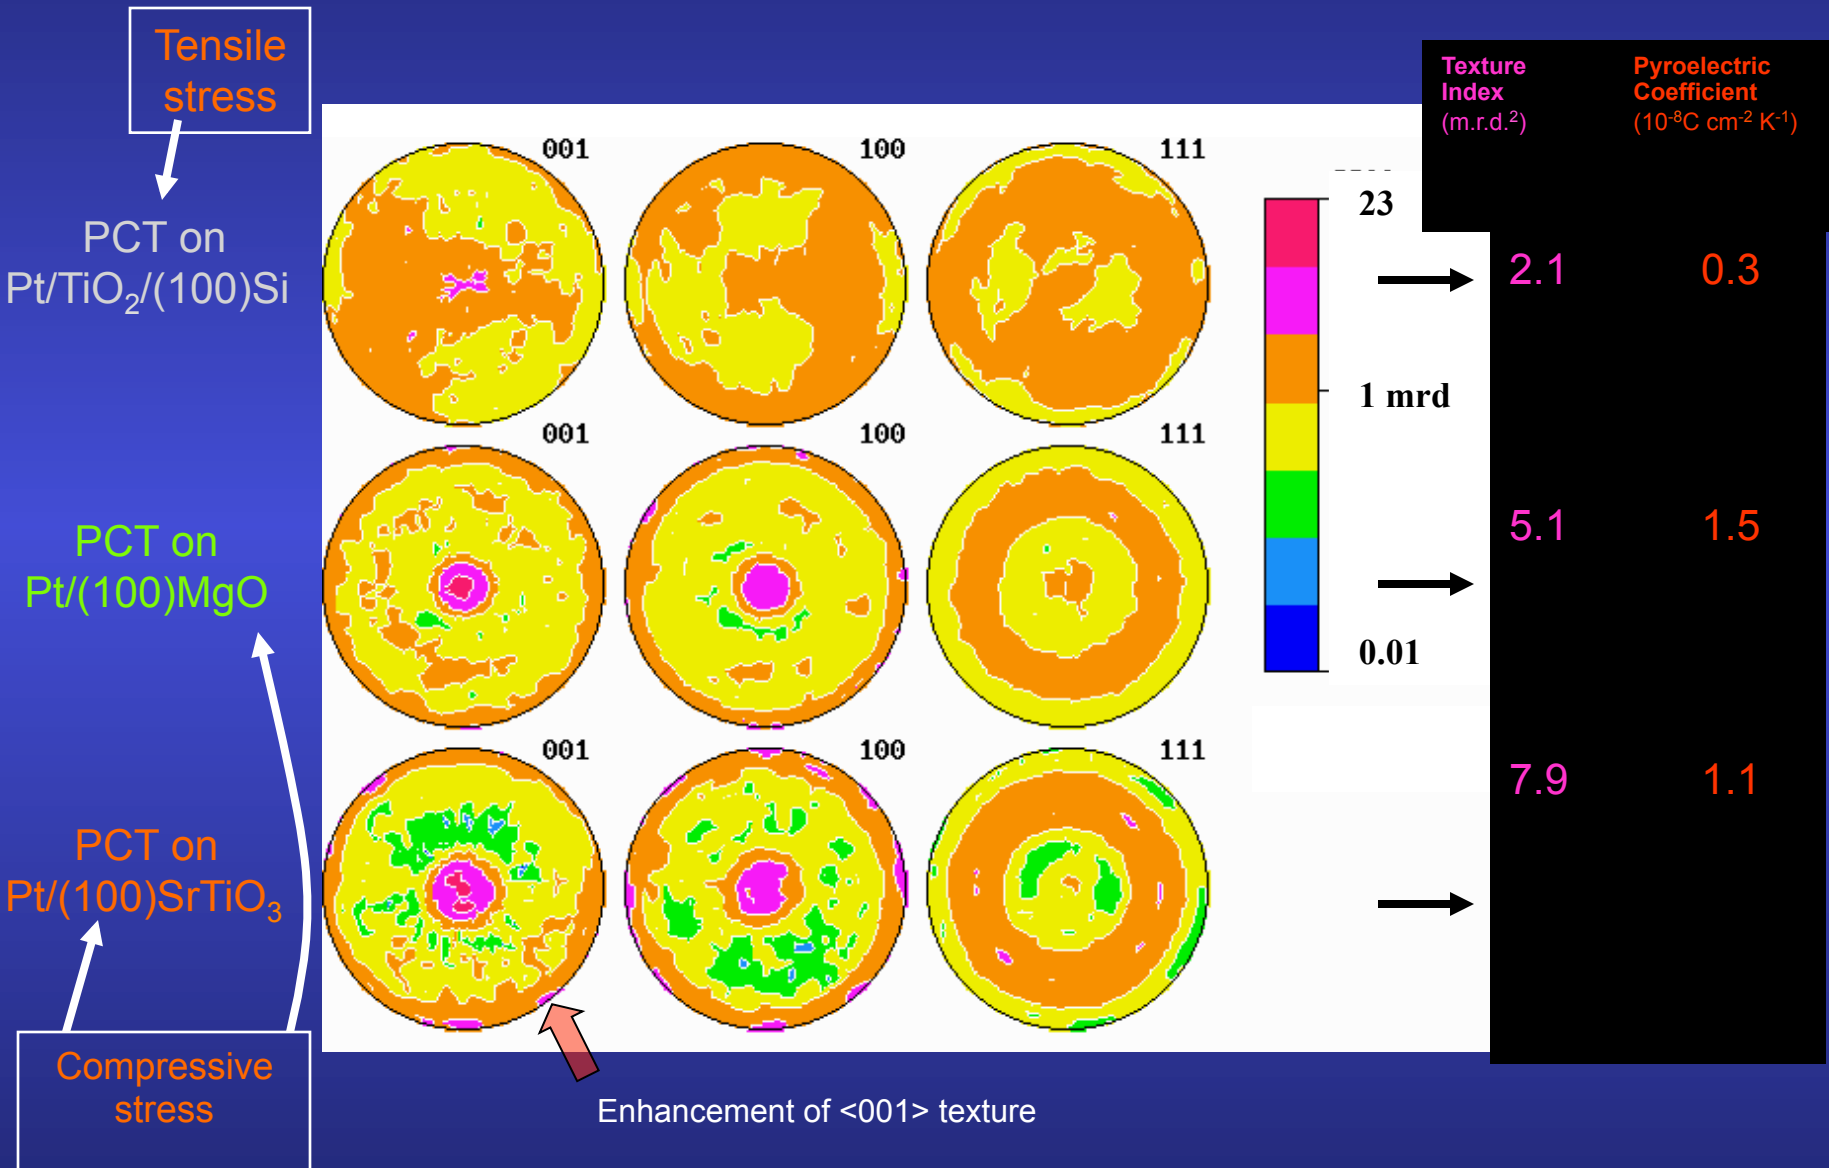 Tensile
stress
Texture
Index
(m.r.d.²)
Pyroelectric
Coefficient
(10⁻⁸C cm⁻² K⁻¹)
001
100
111
PCT on
Pt/TiO₂/(100)Si
23
1 mrd
0.01
2.1
0.3
001
100
111
PCT on
Pt/(100)MgO
5.1
1.5
001
100
111
PCT on
Pt/(100)SrTiO₃
7.9
1.1
Compressive
stress
Enhancement of <001> texture